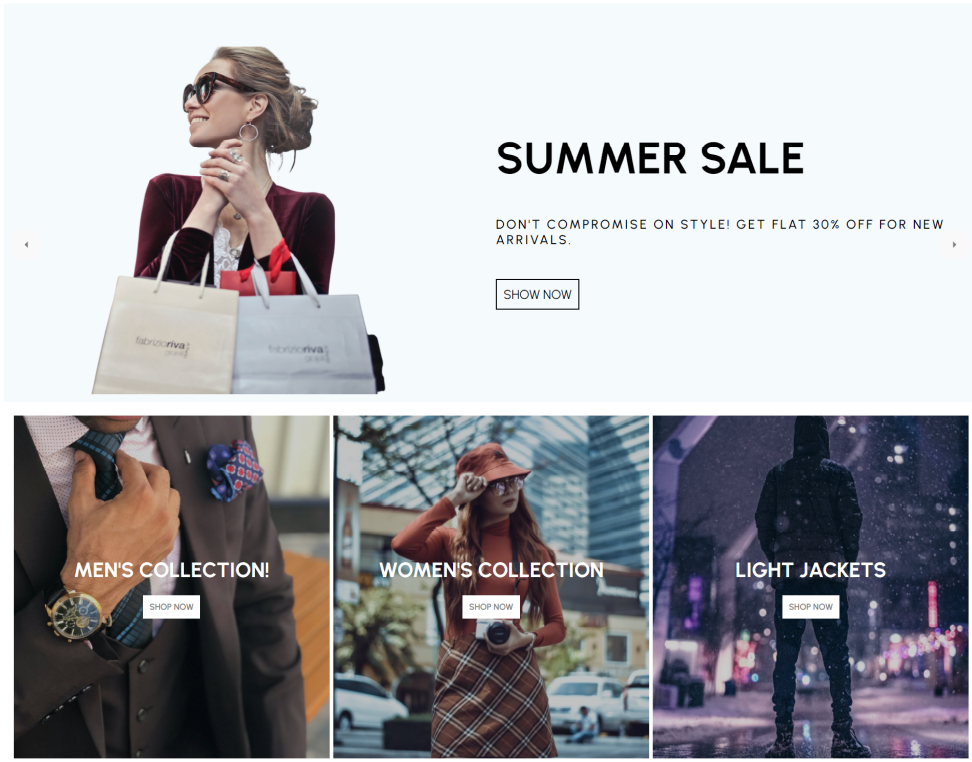 SUMMER SALE
DON'T COMPROMISE ON STYLE! GET FLAT 30% OFF FOR NEW
ARRIVALS.
SHOW NOW
fabrizioriva
fabrizioriva
MEN'S COLLECTION!
WOMEN'S COLLECTION
LIGHT JACKETS
SHOP NOW
SHOP NOW
SHOP NOW